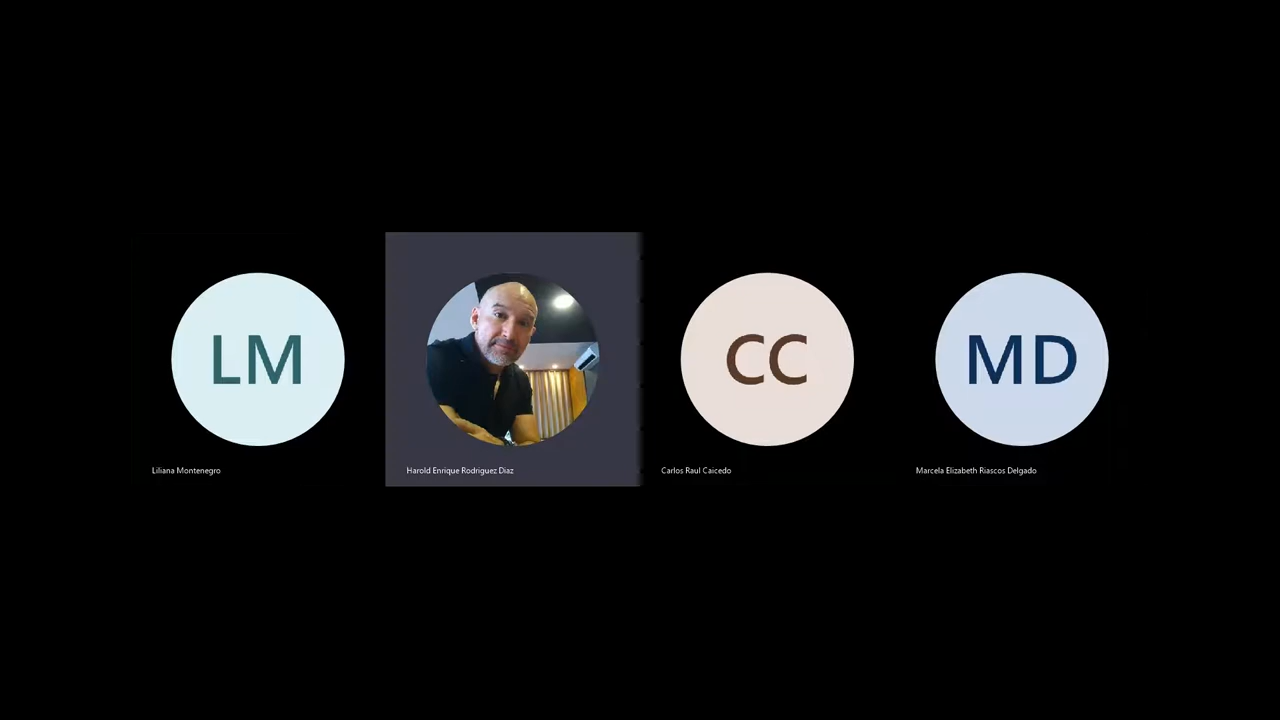 LM
CC
MD
Liliana Montenegro
Harold Enrique Rodriguez Diaz
Carlos Raul Caicedo
Marcela Elizabeth Riascos Delgado